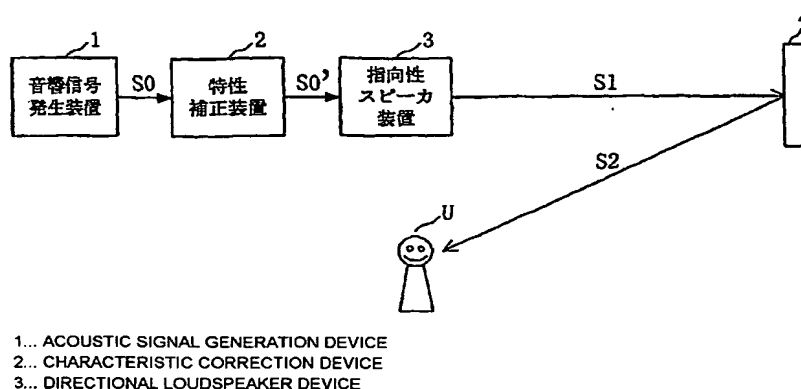 1
2
3
音響信号
発生装置
S0
特性
補正装置
S0'
指向性
スピーカ
装置
S1
S2
U
1... ACOUSTIC SIGNAL GENERATION DEVICE
2... CHARACTERISTIC CORRECTION DEVICE
3... DIRECTIONAL LOUDSPEAKER DEVICE